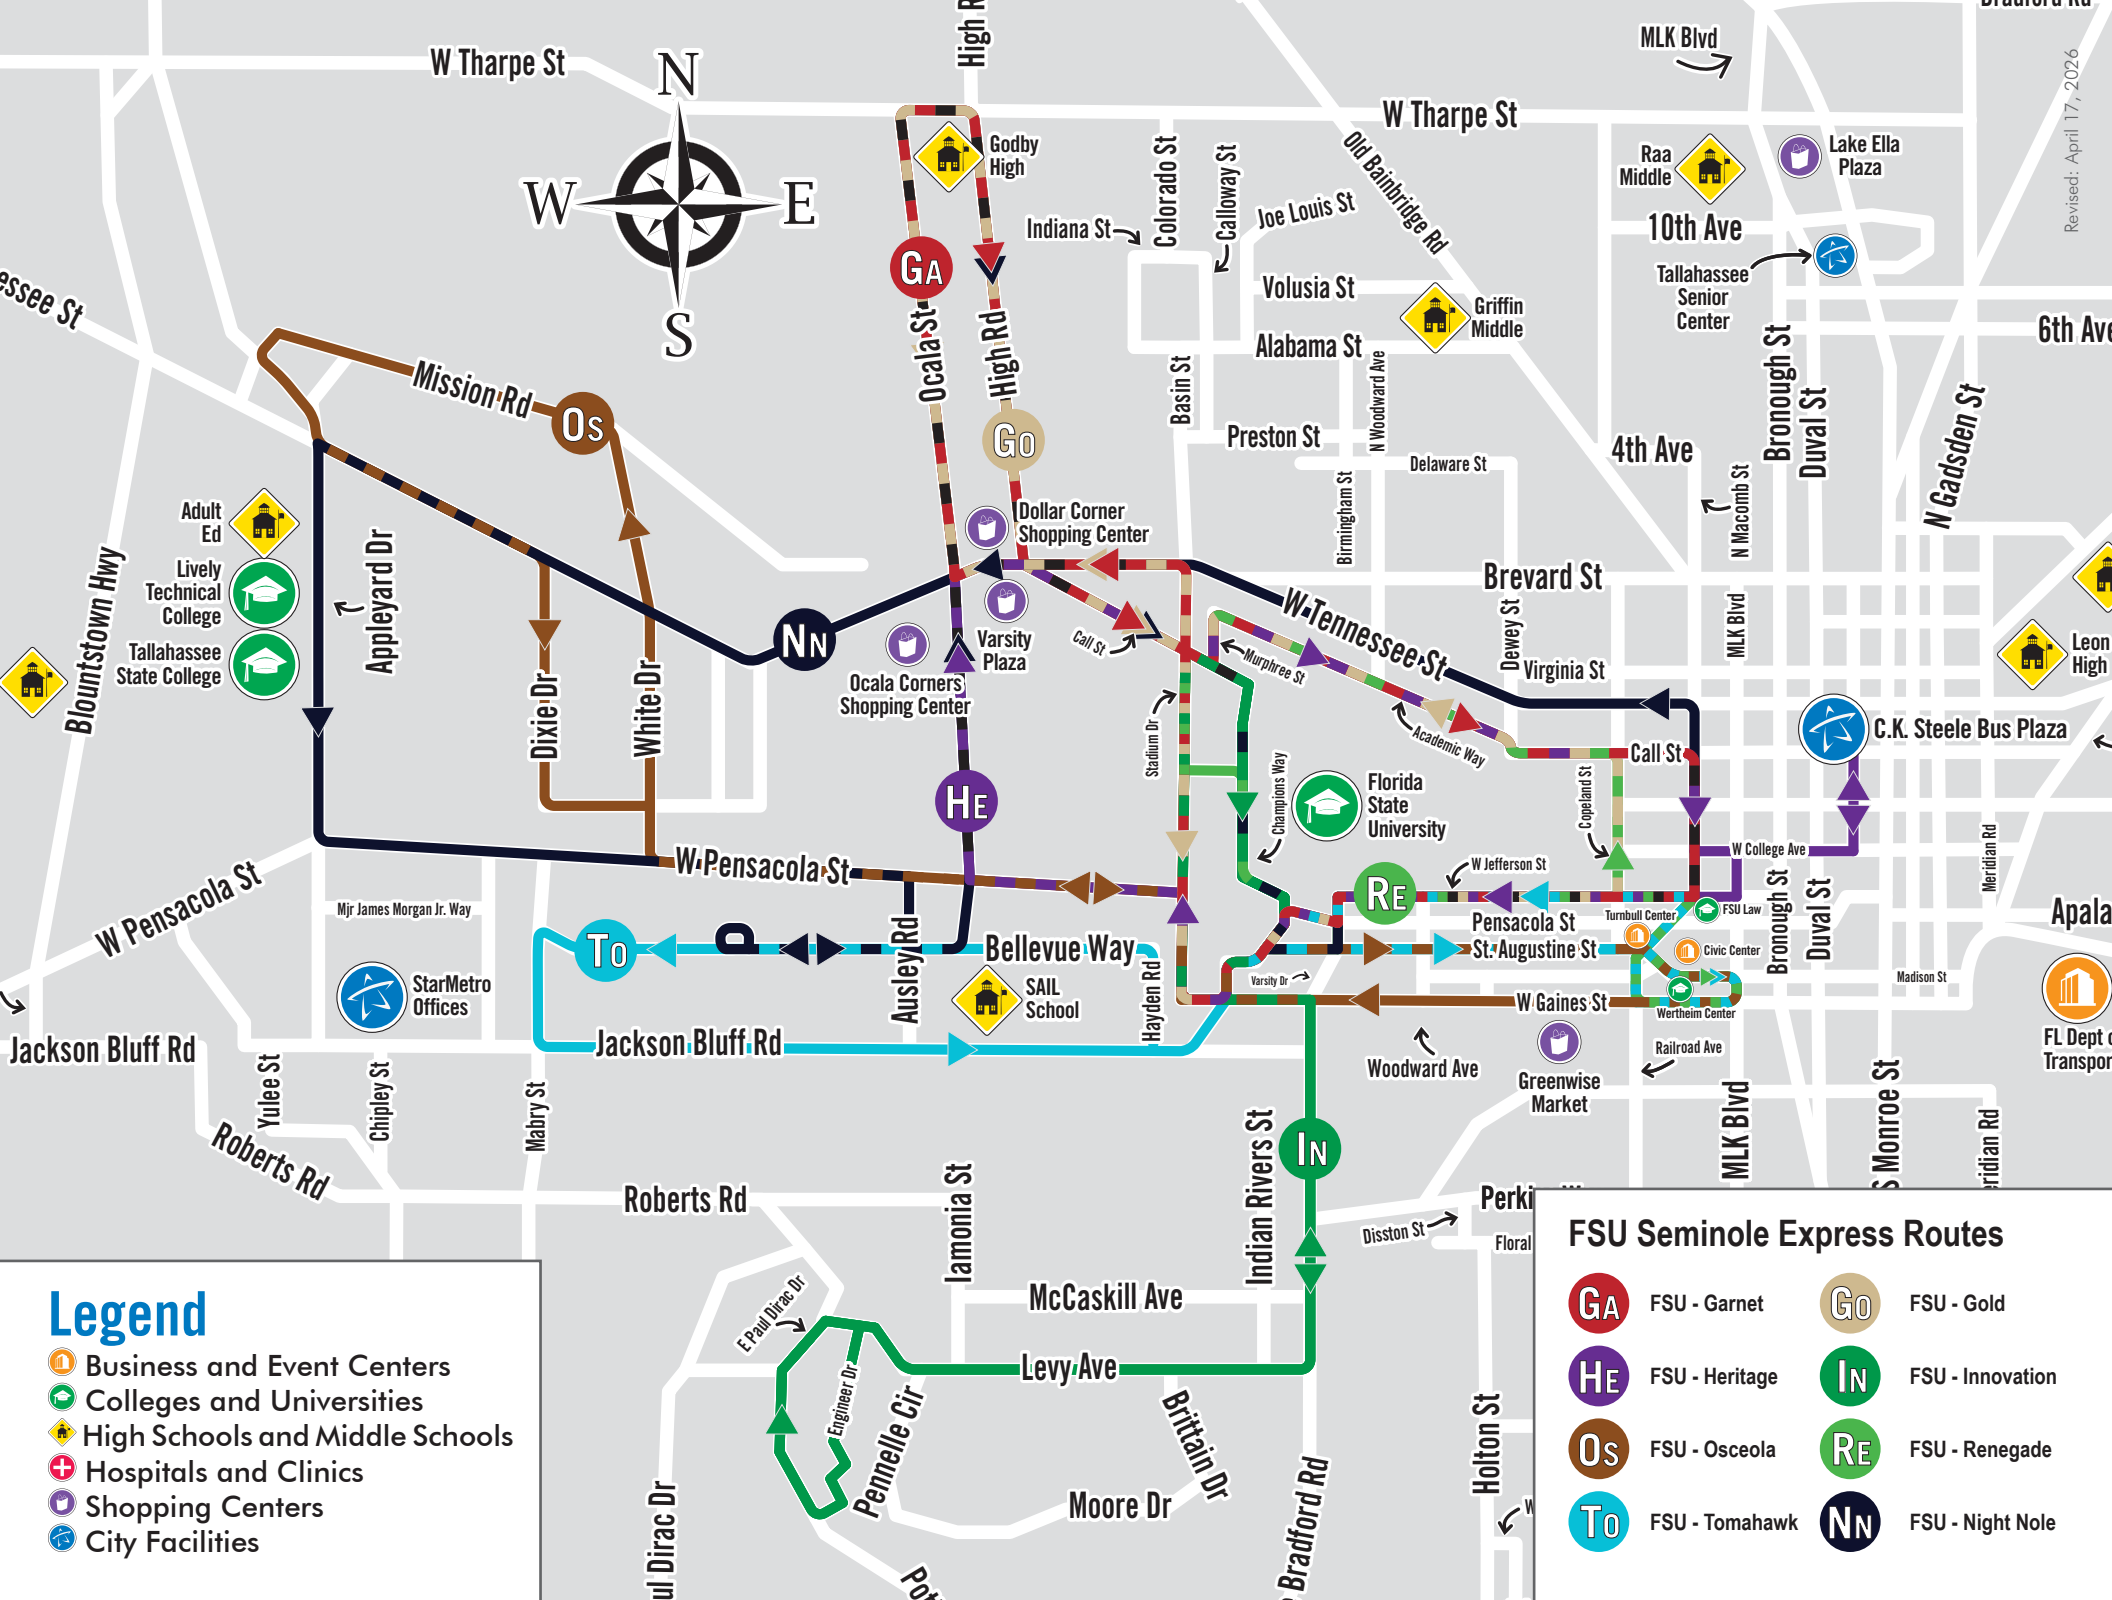 High R
Bradford Rd
MLK Blvd
W Tharpe St
N
W
E
S
W Tharpe St
Revised: April 17, 2026
Godby
High
Colorado St
Calloway St
Old Bainbridge Rd
Raa
Middle
Lake Ella
Plaza
Indiana St
Joe Louis St
10th Ave
GA
Tallahassee
Senior
Center
essee St
Volusia St
Griffin
Middle
6th Ave
Ocala St
High Rd
Alabama St
Basin St
N Woodward Ave
Bronough St
Duval St
N Gadsden St
Mission Rd
OS
GO
Preston St
4th Ave
Delaware St
Birmingham St
N Macomb St
Adult
Ed
Dollar Corner
Shopping Center
Blountstown Hwy
Appleyard Dr
Lively
Technical
College
Brevard St
W Tennessee St
Dewey St
MLK Blvd
NN
Varsity
Plaza
Call St
Murphree St
Virginia St
Leon
High
Tallahassee
State College
Ocala Corners
Shopping Center
Dixie Dr
White Dr
Stadium Dr
Academic Way
Call St
C.K. Steele Bus Plaza
HE
Champions Way
Florida
State
University
Copeland St
W College Ave
Meridian Rd
W Pensacola St
W Jefferson St
RE
W Pensacola St
Mjr James Morgan Jr. Way
Pensacola St
Turnbull Center
FSU Law
Bronough St
Duval St
Apala
TO
Ausley Rd
Bellevue Way
St. Augustine St
Civic Center
StarMetro
Offices
SAIL
School
Hayden Rd
Varsity Dr
Madison St
W Gaines St
Wertheim Center
Jackson Bluff Rd
Jackson Bluff Rd
Woodward Ave
Greenwise
Market
Railroad Ave
FL Dept o
Transpor
Yulee St
Chipley St
Mabry St
Roberts Rd
IN
Indian Rivers St
MLK Blvd
S Monroe St
eridian Rd
Roberts Rd
Iamonia St
Perki
Disston St
Floral
E Paul Dirac Dr
McCaskill Ave
Levy Ave
Engineer Dr
Pennelle Cir
Brittain Dr
Holton St
Moore Dr
ul Dirac Dr
Bradford Rd
W
Pot
Legend
Business and Event Centers
Colleges and Universities
High Schools and Middle Schools
Hospitals and Clinics
Shopping Centers
City Facilities
FSU Seminole Express Routes
GA FSU - Garnet
GO FSU - Gold
HE FSU - Heritage
IN FSU - Innovation
OS FSU - Osceola
RE FSU - Renegade
TO FSU - Tomahawk
NN FSU - Night Nole